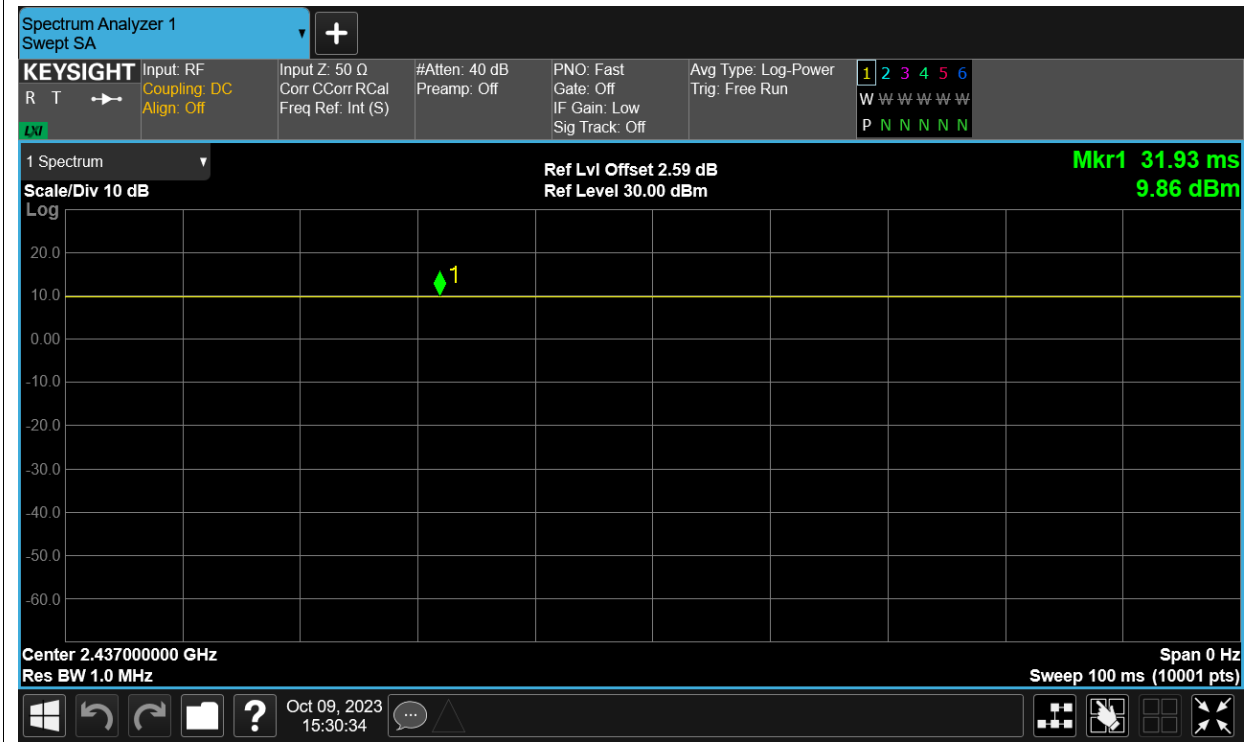 Spectrum Analyzer 1
Swept SA
KEYSIGHT
R T
LXI
Input: RF
Coupling: DC
Align: Off
Input Z: 50 Ω
Corr CCorr RCal
Freq Ref: Int (S)
#Atten: 40 dB
Preamp: Off
PNO: Fast
Gate: Off
IF Gain: Low
Sig Track: Off
Avg Type: Log-Power
Trig: Free Run
1 2 3 4 5 6
W W W W W W
P N N N N N
1 Spectrum
Scale/Div 10 dB
Ref Lvl Offset 2.59 dB
Ref Level 30.00 dBm
Mkr1 31.93 ms
9.86 dBm
Log
20.0
1
10.0
0.00
-10.0
-20.0
-30.0
-40.0
-50.0
-60.0
Center 2.437000000 GHz
Res BW 1.0 MHz
Span 0 Hz
Sweep 100 ms (10001 pts)
?
Oct 09, 2023
15:30:34